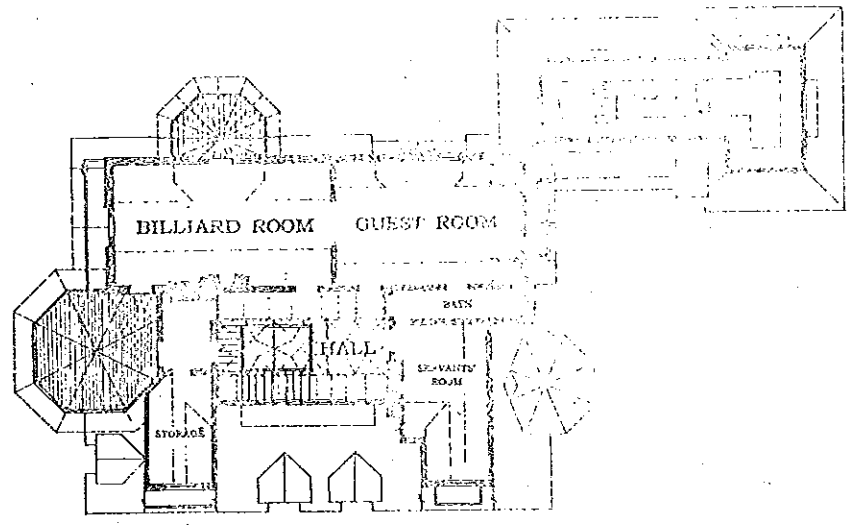 BILLIARD ROOM
GUEST ROOM
BATH
HALL
SERVANTS'
ROOM
STORAGE